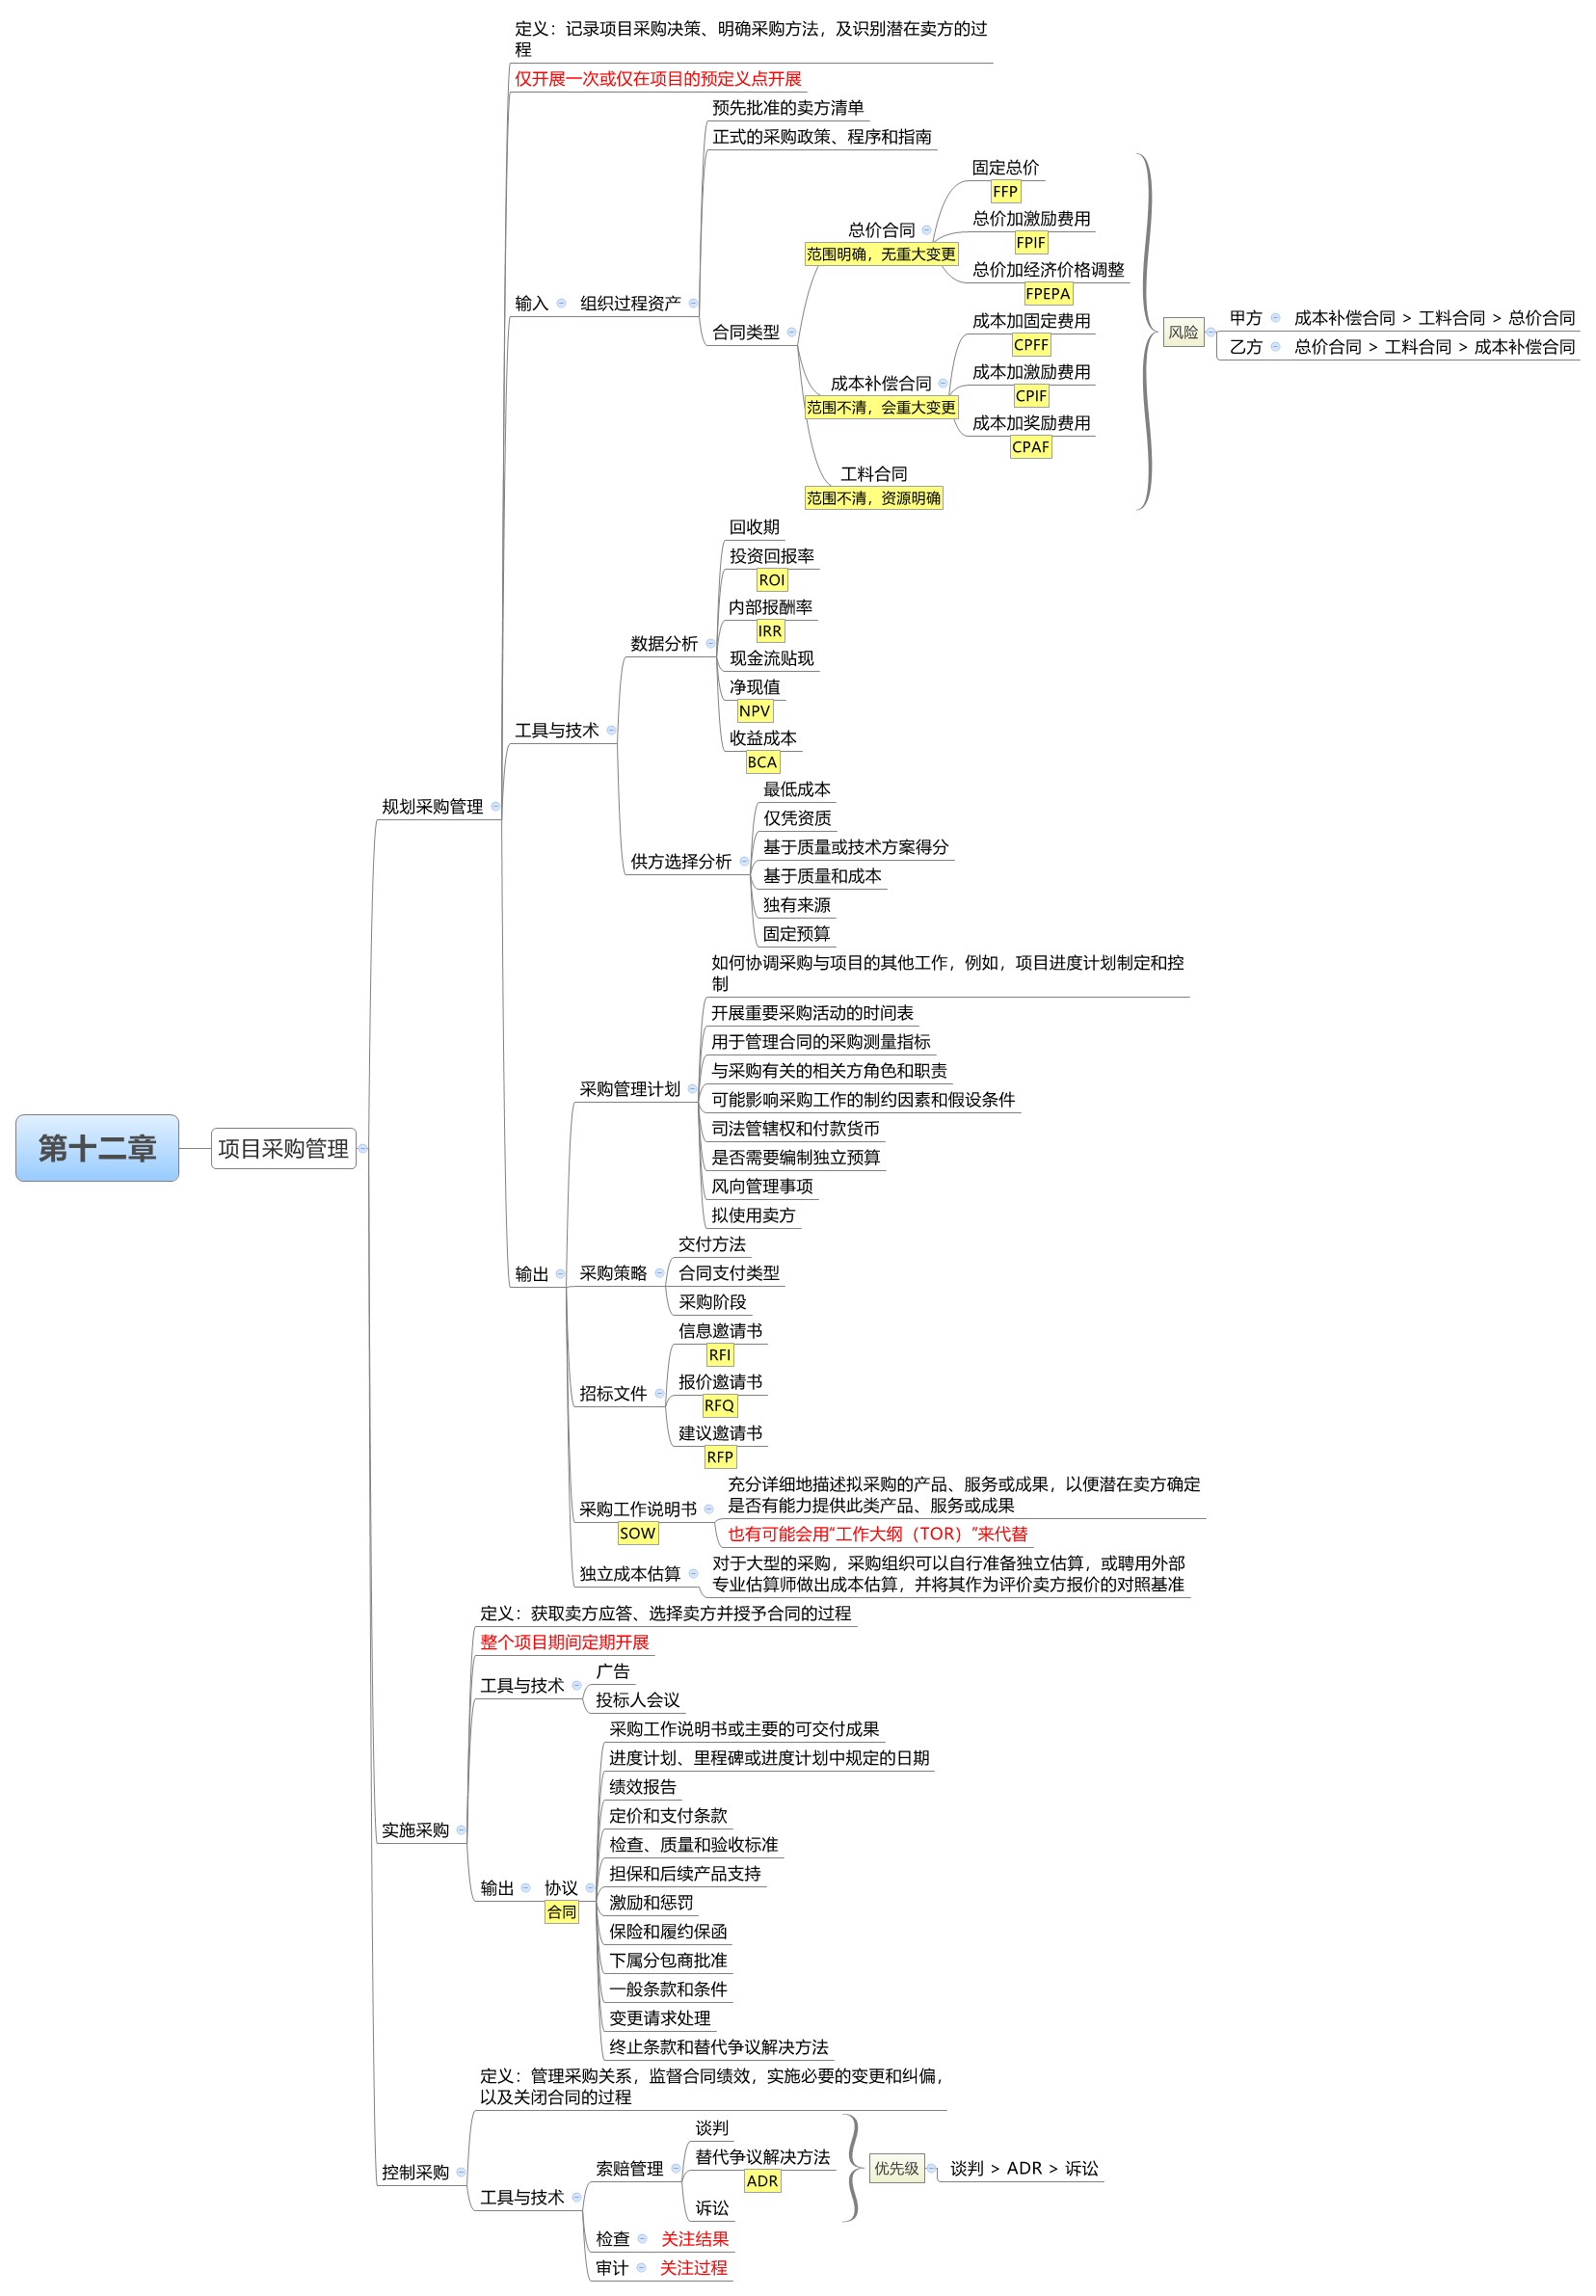 第十二章
项目采购管理
规划采购管理
定义：记录项目采购决策、明确采购方法，及识别潜在卖方的过
程
仅开展一次或仅在项目的预定义点开展
输入
组织过程资产
预先批准的卖方清单
正式的采购政策、程序和指南
合同类型
总价合同
范围明确，无重大变更
固定总价
FFP
总价加激励费用
FPIF
总价加经济价格调整
FPEPA
成本补偿合同
范围不清，会重大变更
成本加固定费用
CPFF
成本加激励费用
CPIF
成本加奖励费用
CPAF
工料合同
范围不清，资源明确
风险
甲方
成本补偿合同 > 工料合同 > 总价合同
乙方
总价合同 > 工料合同 > 成本补偿合同
工具与技术
数据分析
回收期
投资回报率
ROI
内部报酬率
IRR
现金流贴现
净现值
NPV
收益成本
BCA
供方选择分析
最低成本
仅凭资质
基于质量或技术方案得分
基于质量和成本
独有来源
固定预算
输出
采购管理计划
如何协调采购与项目的其他工作，例如，项目进度计划制定和控
制
开展重要采购活动的时间表
用于管理合同的采购测量指标
与采购有关的相关方角色和职责
可能影响采购工作的制约因素和假设条件
司法管辖权和付款货币
是否需要编制独立预算
风向管理事项
拟使用卖方
采购策略
交付方法
合同支付类型
采购阶段
招标文件
信息邀请书
RFI
报价邀请书
RFQ
建议邀请书
RFP
采购工作说明书
SOW
充分详细地描述拟采购的产品、服务或成果，以便潜在卖方确定
是否有能力提供此类产品、服务或成果
也有可能会用“工作大纲（TOR）”来代替
独立成本估算
对于大型的采购，采购组织可以自行准备独立估算，或聘用外部
专业估算师做出成本估算，并将其作为评价卖方报价的对照基准
实施采购
定义：获取卖方应答、选择卖方并授予合同的过程
整个项目期间定期开展
工具与技术
广告
投标人会议
输出
协议
合同
采购工作说明书或主要的可交付成果
进度计划、里程碑或进度计划中规定的日期
绩效报告
定价和支付条款
检查、质量和验收标准
担保和后续产品支持
激励和惩罚
保险和履约保函
下属分包商批准
一般条款和条件
变更请求处理
终止条款和替代争议解决方法
控制采购
定义：管理采购关系，监督合同绩效，实施必要的变更和纠偏，
以及关闭合同的过程
工具与技术
索赔管理
谈判
替代争议解决方法
ADR
诉讼
优先级
谈判 > ADR > 诉讼
检查
关注结果
审计
关注过程